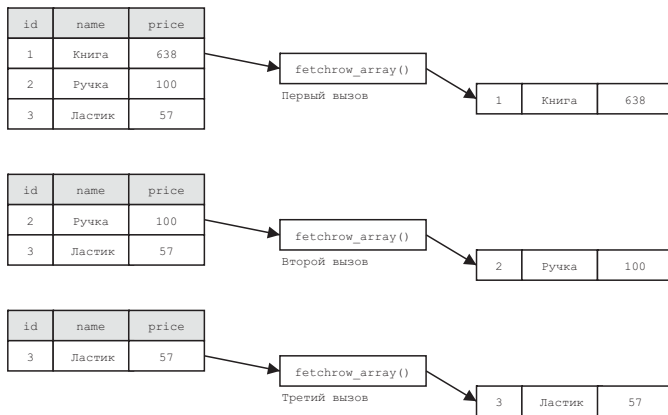 id name price
1 Книга 638
2 Ручка 100
3 Ластик 57
fetchrow_array()
Первый вызов
1 Книга 638
id name price
2 Ручка 100
3 Ластик 57
fetchrow_array()
Второй вызов
2 Ручка 100
id name price
3 Ластик 57
fetchrow_array()
Третий вызов
3 Ластик 57